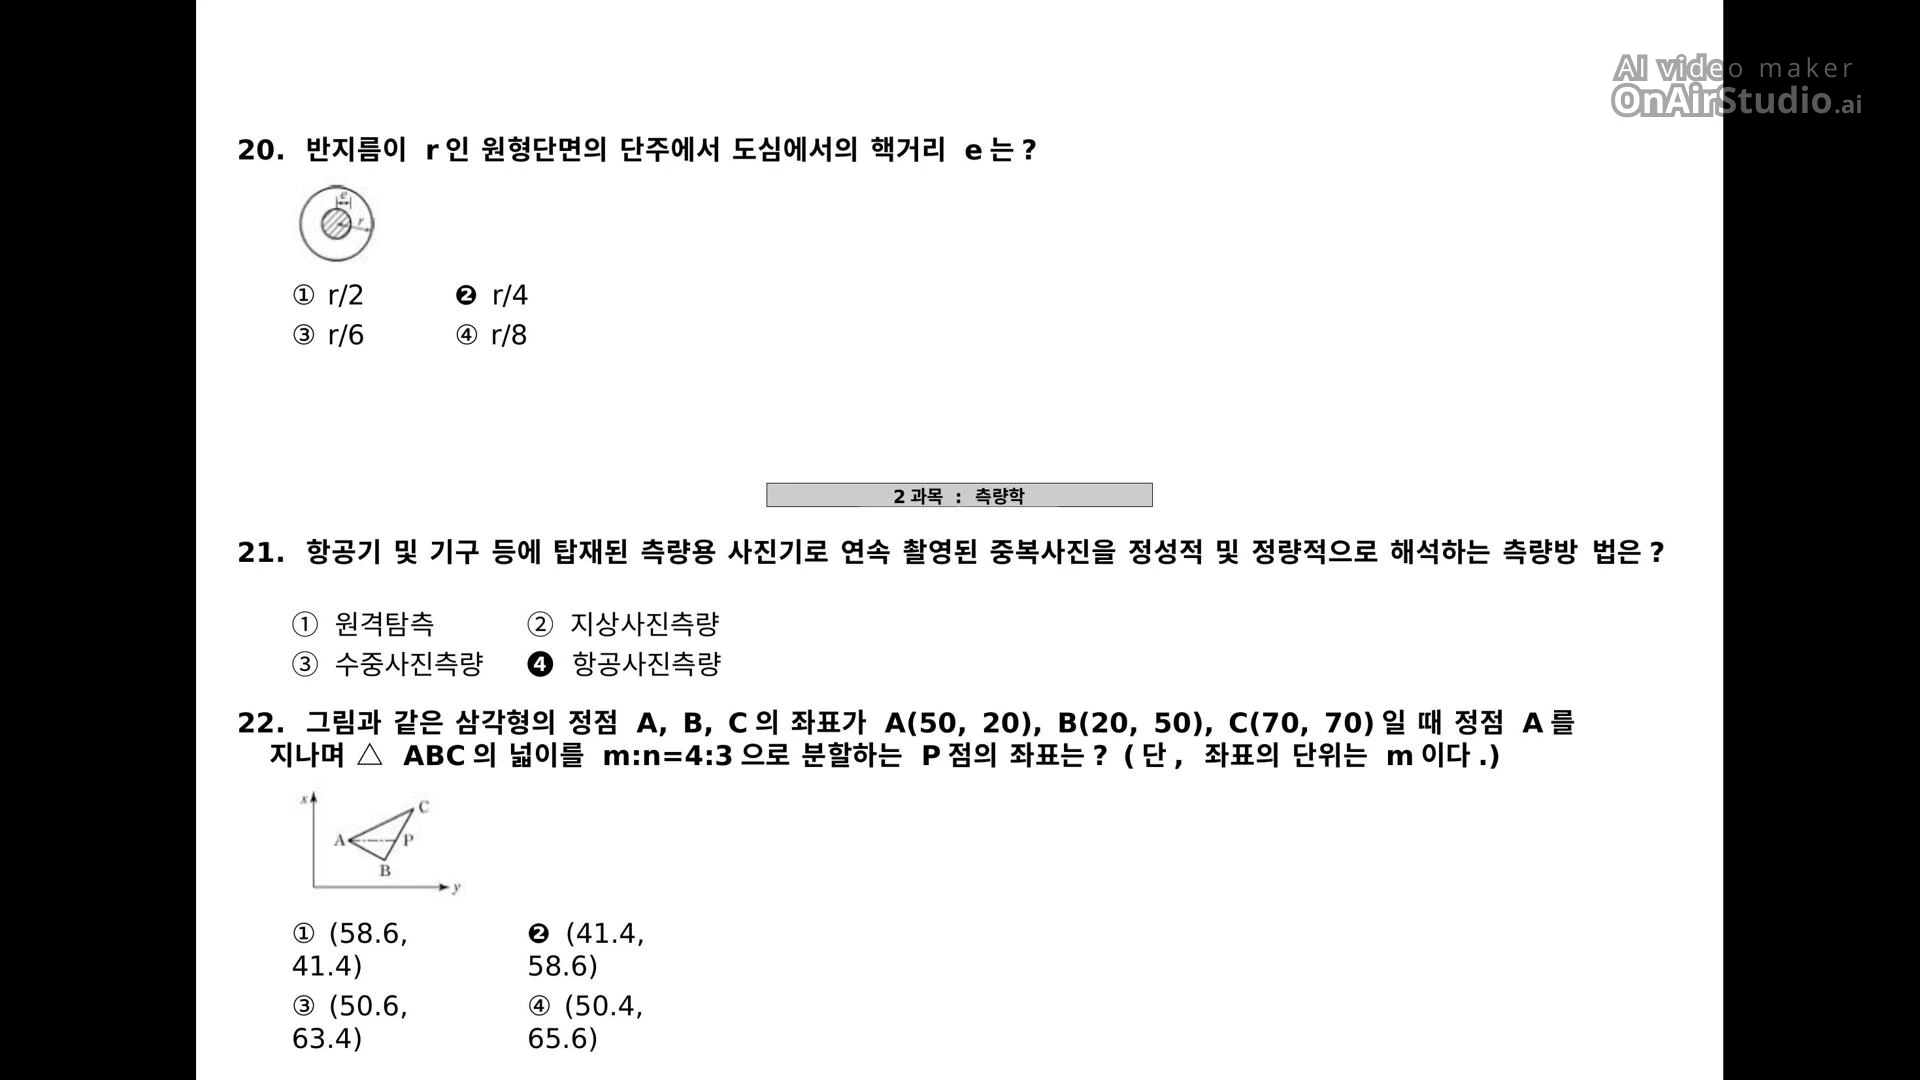 AI video maker
OnAirStudio.ai
20. 반지름이 r인 원형단면의 단주에서 도심에서의 핵거리 e는?
e
r
① r/2 ❷ r/4
③ r/6 ④ r/8
2과목 : 측량학
21. 항공기 및 기구 등에 탑재된 측량용 사진기로 연속 촬영된 중복사진을 정성적 및 정량적으로 해석하는 측량방 법은?
① 원격탐측 ② 지상사진측량
③ 수중사진측량 ❹ 항공사진측량
22. 그림과 같은 삼각형의 정점 A, B, C의 좌표가 A(50, 20), B(20, 50), C(70, 70)일 때 정점 A를
지나며 △ ABC의 넓이를 m:n=4:3으로 분할하는 P점의 좌표는? (단, 좌표의 단위는 m이다.)
x
C
A P
B
y
① (58.6, ❷ (41.4,
41.4) 58.6)
③ (50.6, ④ (50.4,
63.4) 65.6)